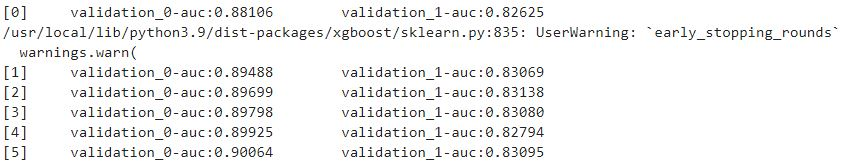 [0] validation_0-auc:0.88106 validation_1-auc:0.82625
/usr/local/lib/python3.9/dist-packages/xgboost/sklearn.py:835: UserWarning: `early_stopping_rounds`
warnings.warn(
[1] validation_0-auc:0.89488 validation_1-auc:0.83069
[2] validation_0-auc:0.89699 validation_1-auc:0.83138
[3] validation_0-auc:0.89798 validation_1-auc:0.83080
[4] validation_0-auc:0.89925 validation_1-auc:0.82794
[5] validation_0-auc:0.90064 validation_1-auc:0.83095